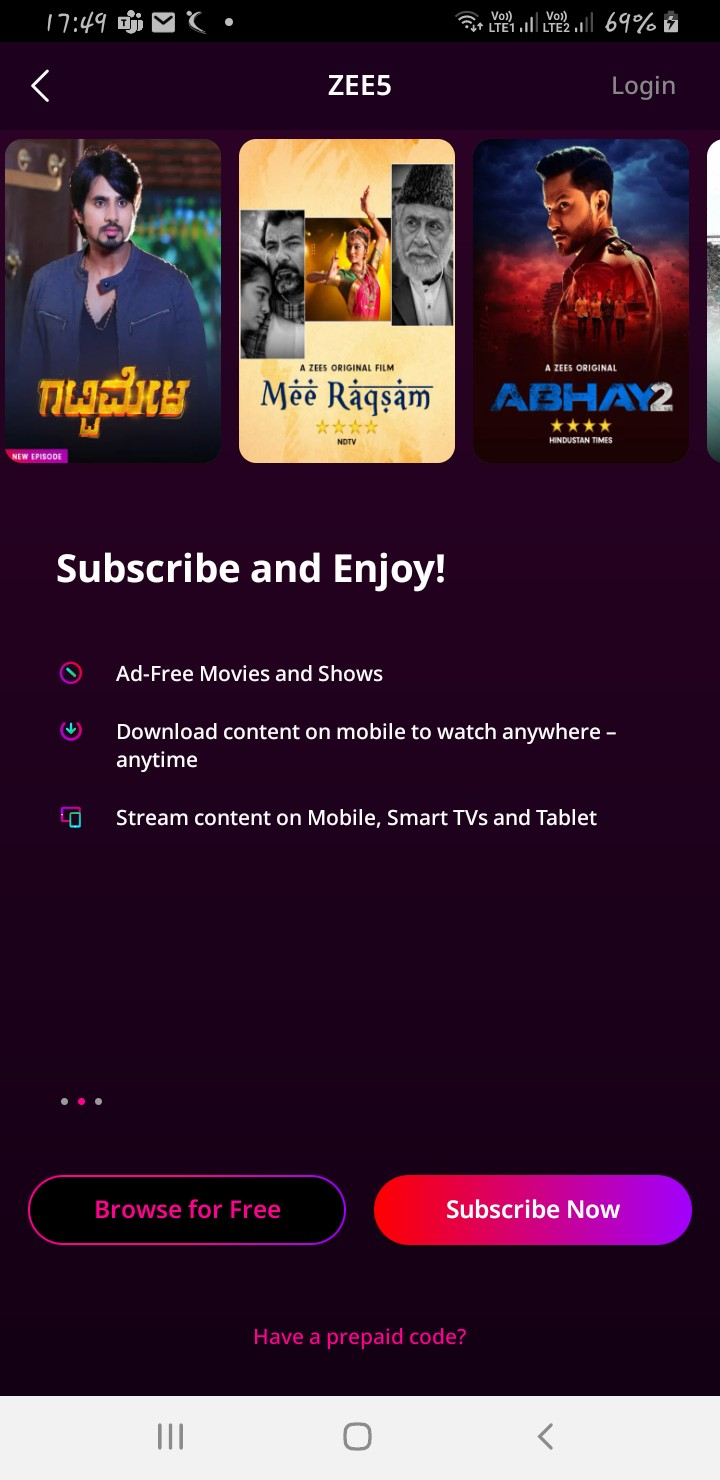 17:49
Vo) Vo)
LTE1 LTE2 69%
ZEE5
Login
ಗಟ್ಟಿಮೇಳ
NEW EPISODE
A ZEE5 ORIGINAL FILM
Mee Raqsam
NDTV
A ZEE5 ORIGINAL
ABHAY2
HINDUSTAN TIMES
Subscribe and Enjoy!
Ad-Free Movies and Shows
Download content on mobile to watch anywhere –
anytime
Stream content on Mobile, Smart TVs and Tablet
Browse for Free
Subscribe Now
Have a prepaid code?